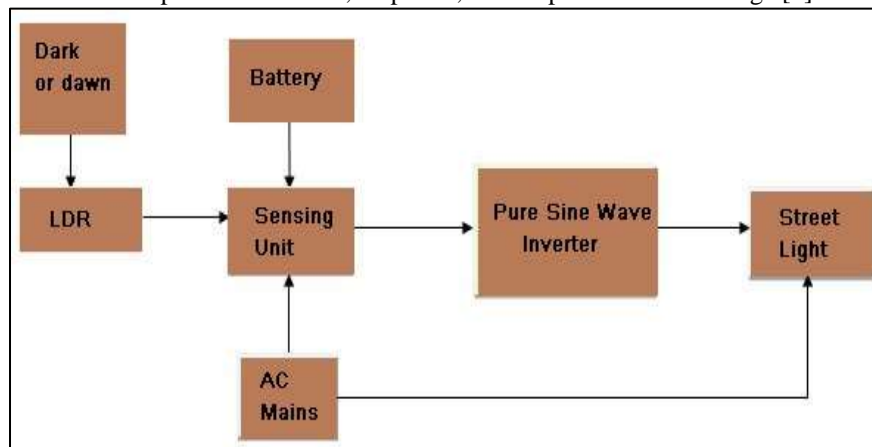 Dark
or dawn
Battery
LDR
Sensing
Unit
Pure Sine Wave
Inverter
Street
Light
AC
Mains